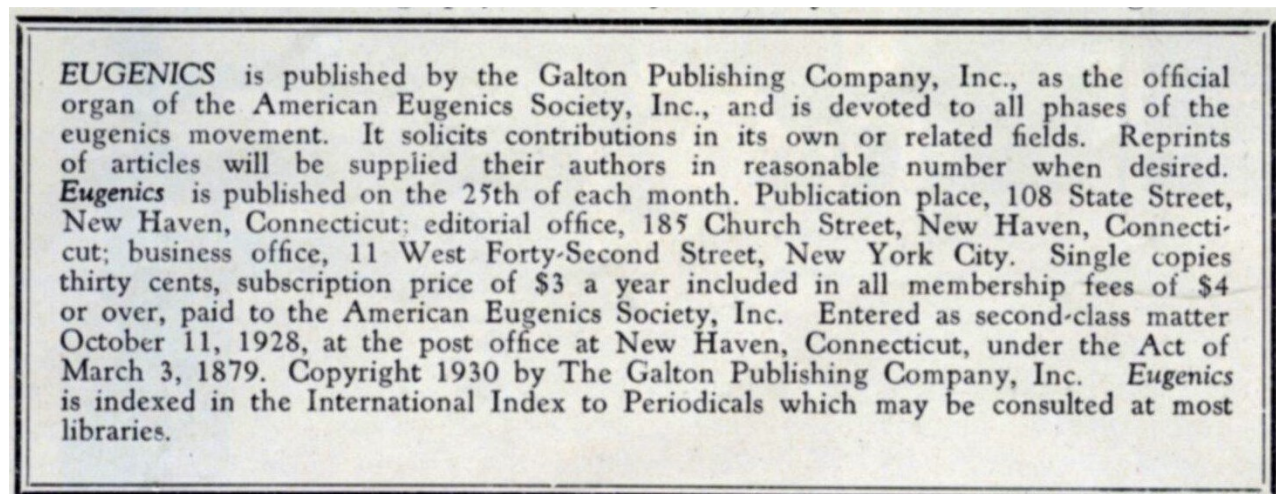 EUGENICS is published by the Galton Publishing Company, Inc., as the official
organ of the American Eugenics Society, Inc., and is devoted to all phases of the
eugenics movement. It solicits contributions in its own or related fields. Reprints
of articles will be supplied their authors in reasonable number when desired.
Eugenics is published on the 25th of each month. Publication place, 108 State Street,
New Haven, Connecticut; editorial office, 185 Church Street, New Haven, Connecti-
cut; business office, 11 West Forty-Second Street, New York City. Single copies
thirty cents, subscription price of $3 a year included in all membership fees of $4
or over, paid to the American Eugenics Society, Inc. Entered as second-class matter
October 11, 1928, at the post office at New Haven, Connecticut, under the Act of
March 3, 1879. Copyright 1930 by The Galton Publishing Company, Inc. Eugenics
is indexed in the International Index to Periodicals which may be consulted at most
libraries.